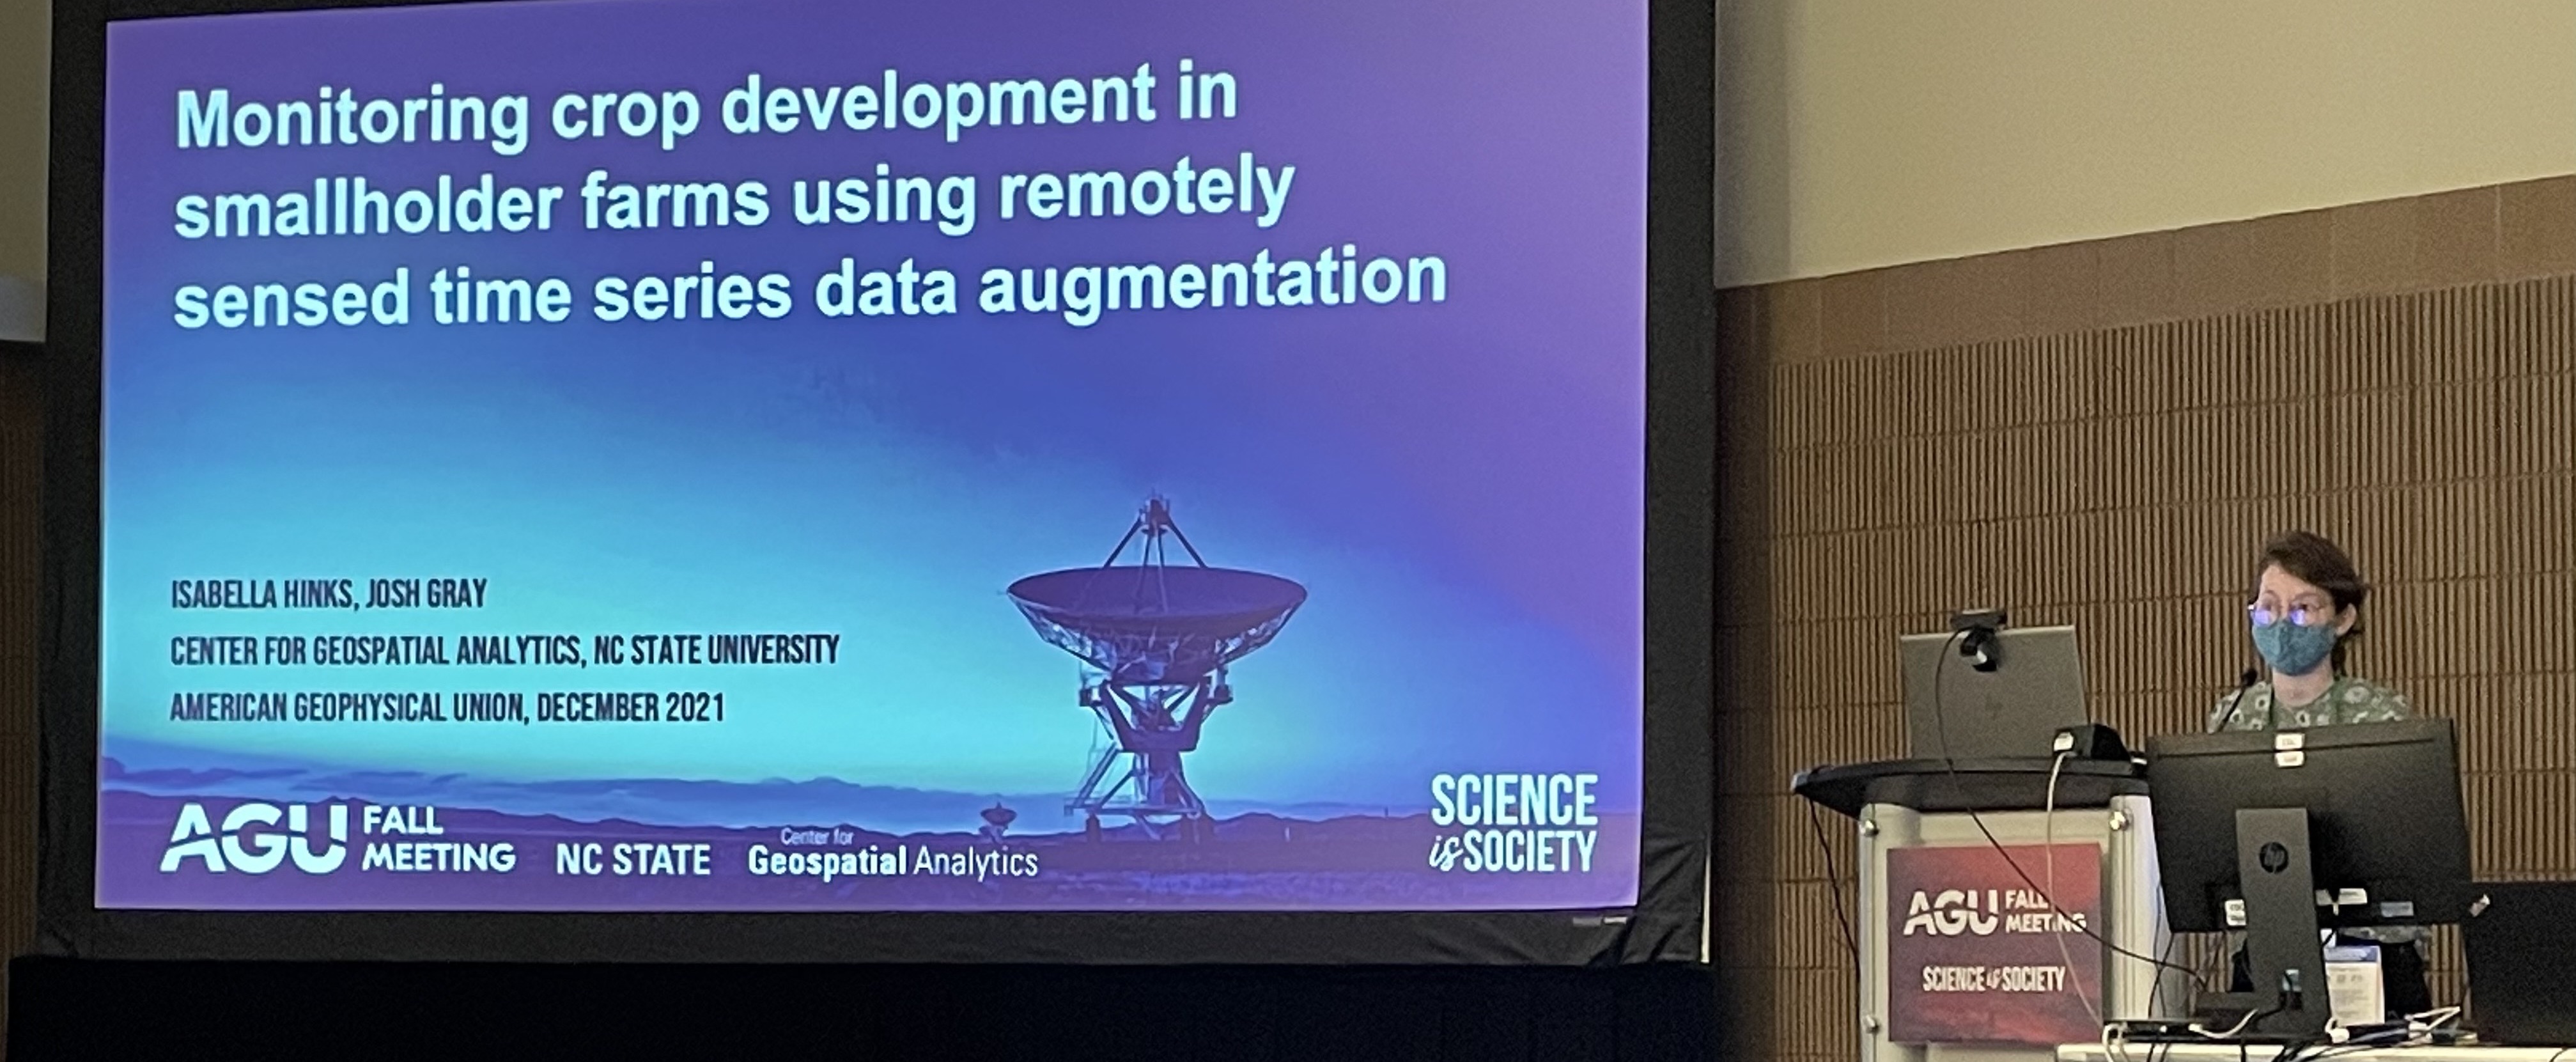 Monitoring crop development in
smallholder farms using remotely
sensed time series data augmentation
ISABELLA HINKS, JOSH GRAY
CENTER FOR GEOSPATIAL ANALYTICS, NC STATE UNIVERSITY
AMERICAN GEOPHYSICAL UNION, DECEMBER 2021
AGU FALL
MEETING
NC STATE
Center for
Geospatial Analytics
SCIENCE
is SOCIETY
AGU FALL
MEETING
SCIENCE is SOCIETY
hp